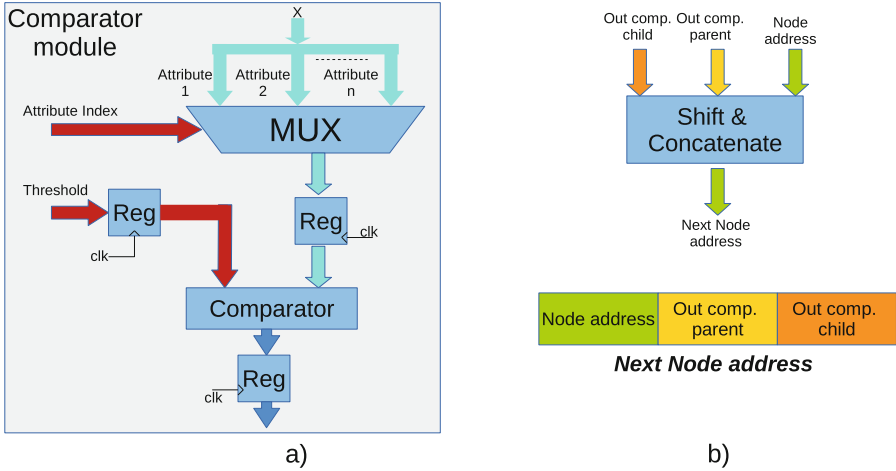 Comparator
module
X
Attribute
1
Attribute
2
Attribute
n
Attribute Index
MUX
Threshold
Reg
clk
Reg
clk
Comparator
Reg
clk
a)
Out comp.
child
Out comp.
parent
Node
address
Shift &
Concatenate
Next Node
address
Node address
Out comp.
parent
Out comp.
child
Next Node address
b)